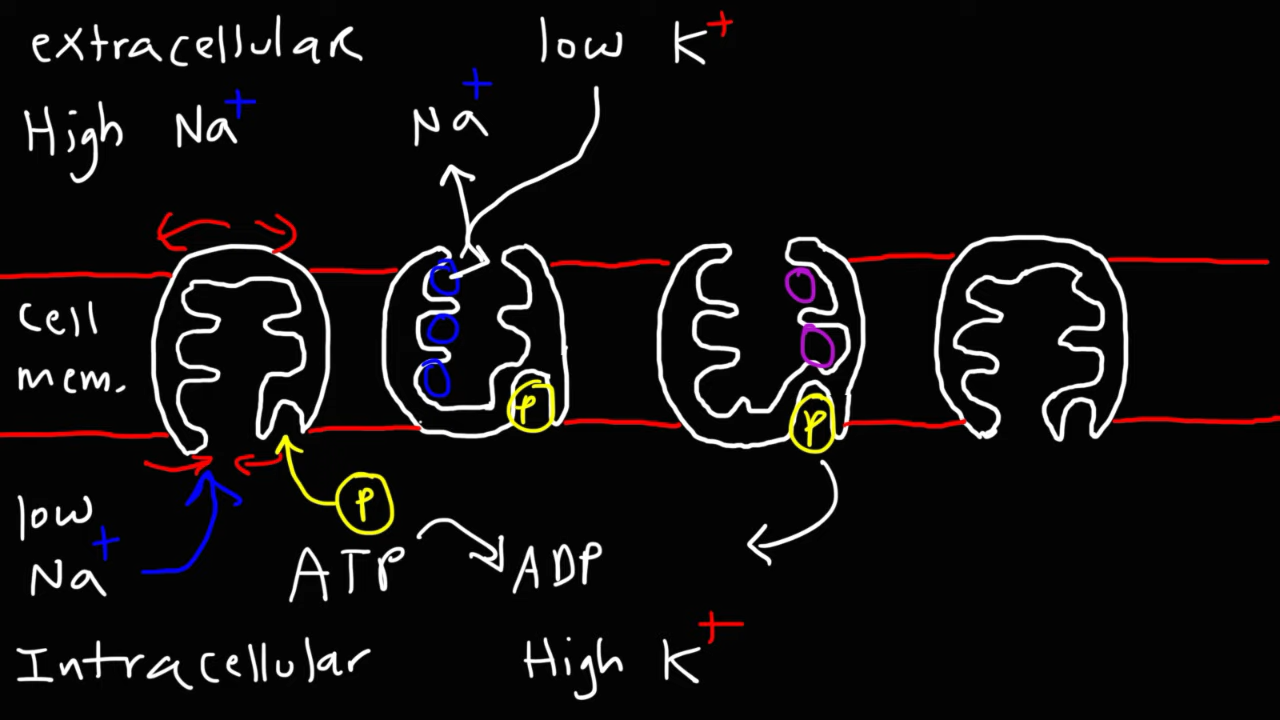 extracellular
low K+
High Na+
Na+
cell
mem.
P
P
P
low
Na+
ATP
ADP
Intracellular
High K+